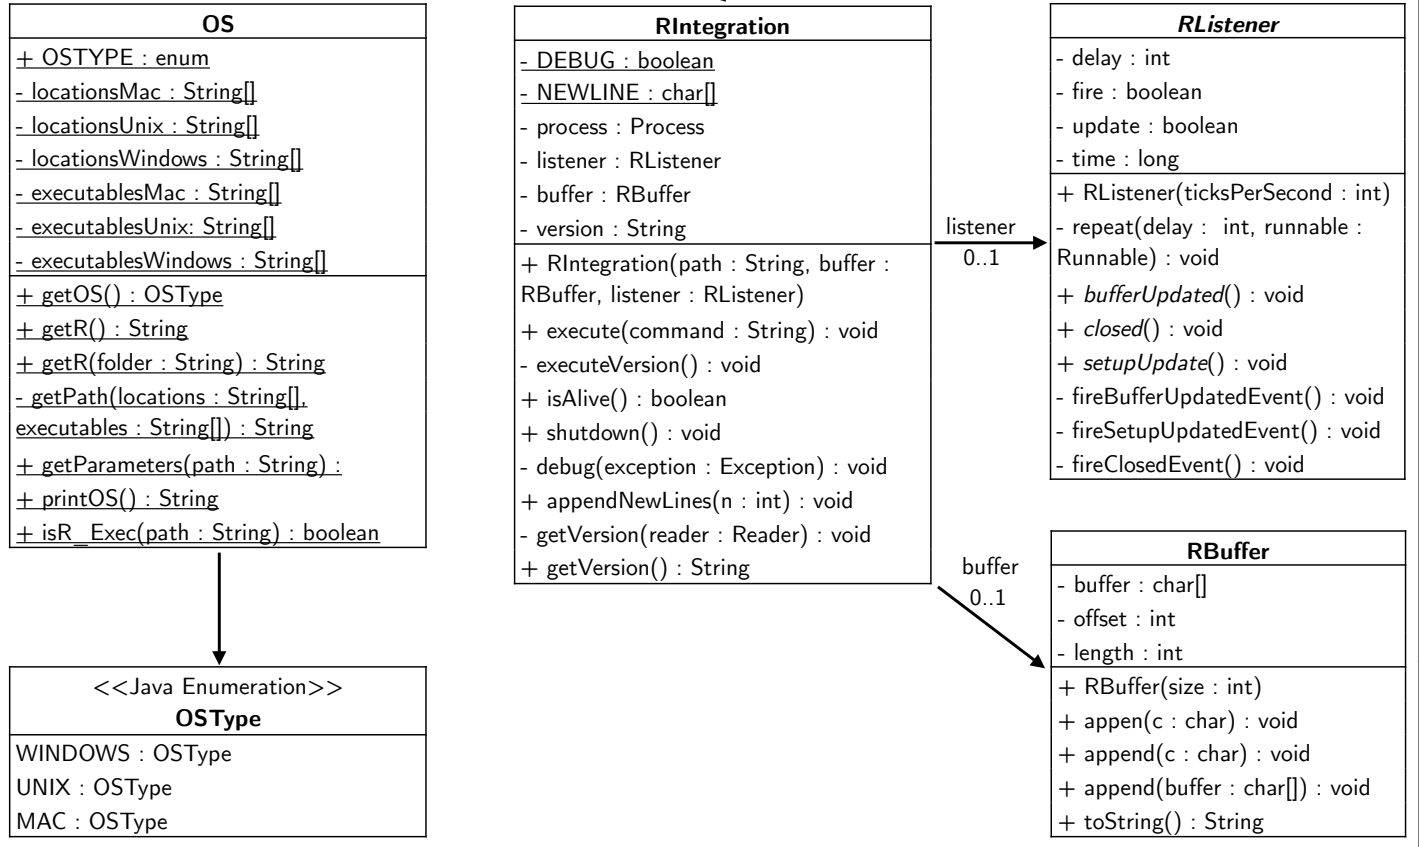 OS
+ OSTYPE : enum
- locationsMac : String[]
- locationsUnix : String[]
- locationsWindows : String[]
- executablesMac : String[]
- executablesUnix: String[]
- executablesWindows : String[]
+ getOS() : OSType
+ getR() : String
+ getR(folder : String) : String
- getPath(locations : String[],
executables : String[]) : String
+ getParameters(path : String) :
+ printOS() : String
+ isR_Exec(path : String) : boolean
<<Java Enumeration>>
OSType
WINDOWS : OSType
UNIX : OSType
MAC : OSType
RIntegration
- DEBUG : boolean
- NEWLINE : char[]
- process : Process
- listener : RListener
- buffer : RBuffer
- version : String
+ RIntegration(path : String, buffer :
RBuffer, listener : RListener)
+ execute(command : String) : void
- executeVersion() : void
+ isAlive() : boolean
+ shutdown() : void
- debug(exception : Exception) : void
+ appendNewLines(n : int) : void
- getVersion(reader : Reader) : void
+ getVersion() : String
listener
0..1
buffer
0..1
RListener
- delay : int
- fire : boolean
- update : boolean
- time : long
+ RListener(ticksPerSecond : int)
- repeat(delay : int, runnable :
Runnable) : void
+ bufferUpdated() : void
+ closed() : void
+ setupUpdate() : void
- fireBufferUpdatedEvent() : void
- fireSetupUpdatedEvent() : void
- fireClosedEvent() : void
RBuffer
- buffer : char[]
- offset : int
- length : int
+ RBuffer(size : int)
+ appen(c : char) : void
+ append(c : char) : void
+ append(buffer : char[]) : void
+ toString() : String